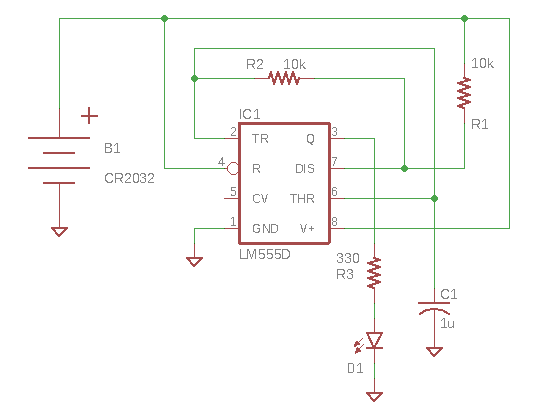 R2 10k
10k
R1
IC1
2 TR Q 3
4 R DIS 7
5 CV THR 6
1 GND V+ 8
LM555D
+
B1
CR2032
330
R3
C1
1u
D1